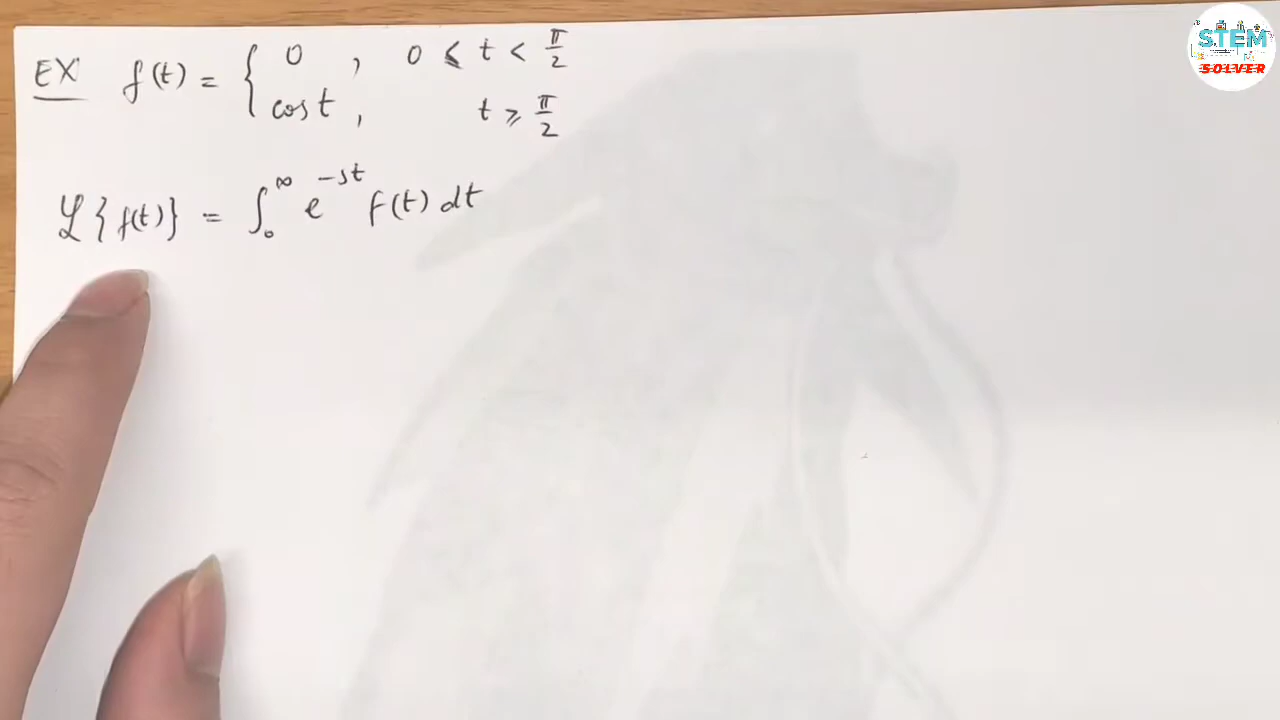 EX f(t) = { 0 , 0 ≤ t < π/2
cos t , t ≥ π/2
ℒ{f(t)} = ∫₀^∞ e^(-st) f(t) dt
STEM
SOLVER